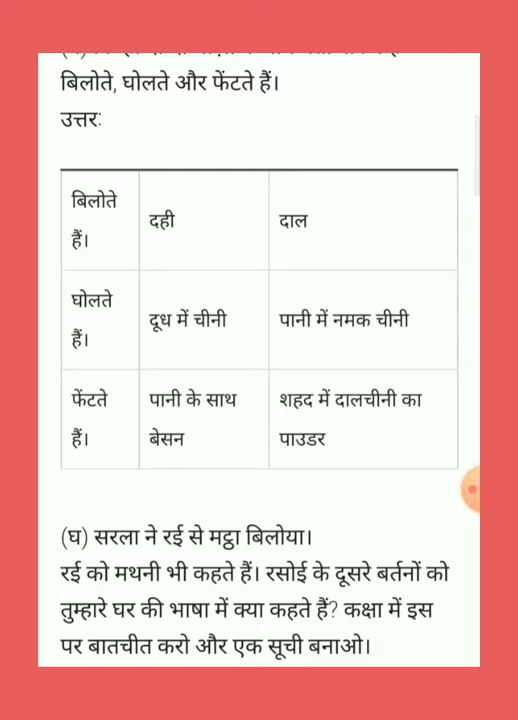 बिलोते, घोलते और फेंटते हैं।
उत्तर:
बिलोते हैं। दही दाल
घोलते हैं। दूध में चीनी पानी में नमक चीनी
फेंटते हैं। पानी के साथ बेसन शहद में दालचीनी का पाउडर
(घ) सरला ने रई से मट्ठा बिलोया।
रई को मथनी भी कहते हैं। रसोई के दूसरे बर्तनों को
तुम्हारे घर की भाषा में क्या कहते हैं? कक्षा में इस
पर बातचीत करो और एक सूची बनाओ।